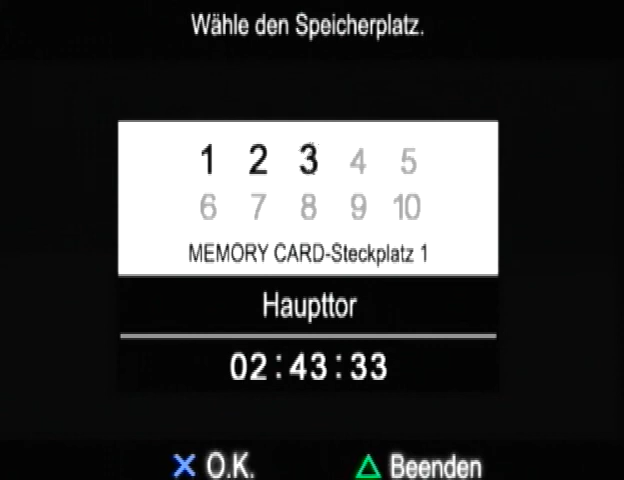 Wähle den Speicherplatz.
1 2 3 4 5
6 7 8 9 10
MEMORY CARD-Steckplatz 1
Haupttor
02:43:33
O.K. Beenden